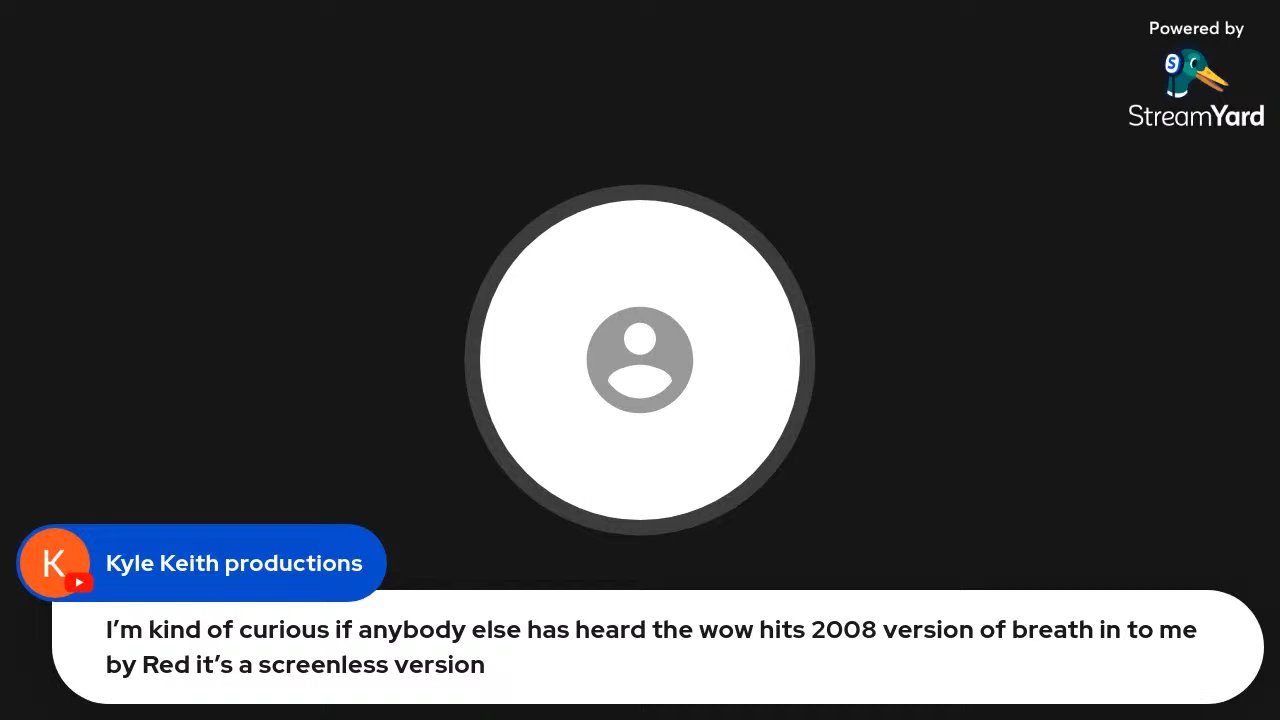 Powered by
S
StreamYard
K
Kyle Keith productions
I’m kind of curious if anybody else has heard the wow hits 2008 version of breath in to me
by Red it’s a screenless version